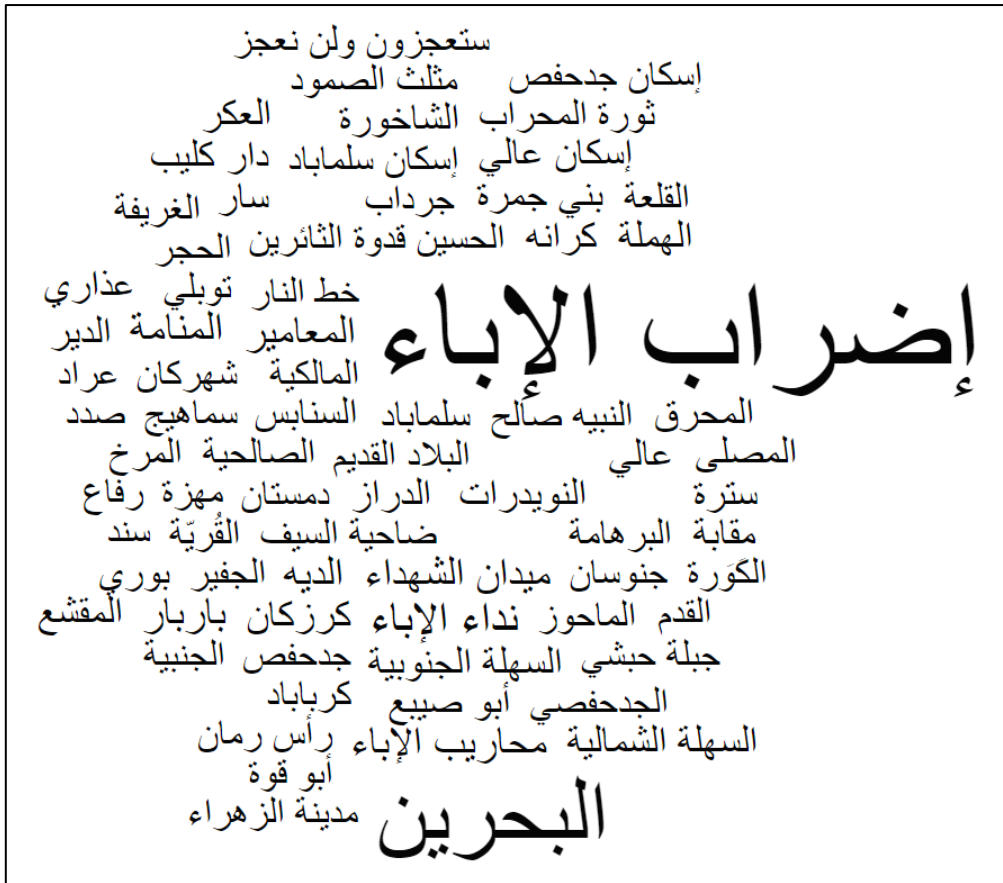 ستعجزون ولن نعجز
إسكان جدحفص مثلث الصمود
ثورة المحراب الشاخورة العكر
إسكان عالي إسكان سلماباد دار كليب
القلعة بني جمرة جرداب سار الغريفة
الهملة كرانه الحسين قدوة الثائرين الحجر
خط النار توبلي عذاري
إضراب الإباء المعامير المنامة الدير
المالكية شهركان عراد
المحرق النبيه صالح سلماباد السنابس سماهيج صدد
المصلى عالي البلاد القديم الصالحية المرخ
سترة النويدرات الدراز دمستان مهزة رفاع
مقابة البرهامة ضاحية السيف القُريّة سند
الكَوَرة جنوسان ميدان الشهداء الديه الجفير بوري
القدم الماحوز نداء الإباء كرزكان باربار المقشع
جبلة حبشي السهلة الجنوبية جدحفص الجنبية
الجدحفصي أبو صيبع كرباباد
السهلة الشمالية محاريب الإباء رأس رمان
أبو قوة
البحرين مدينة الزهراء